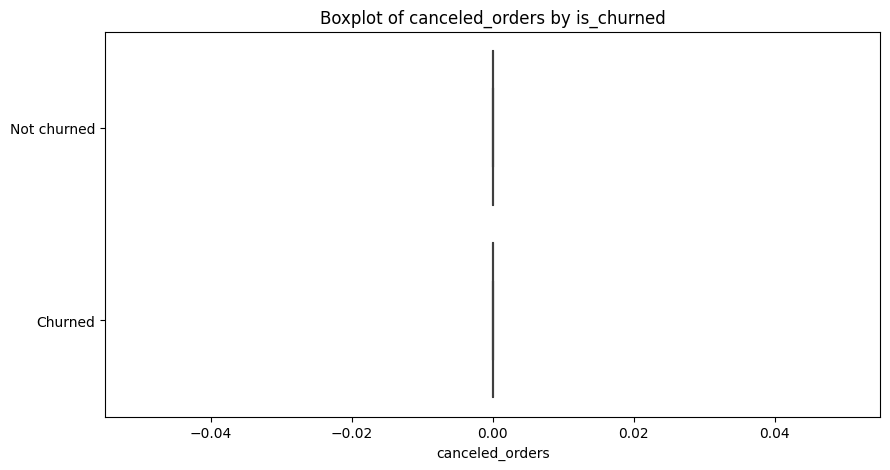 Boxplot of canceled_orders by is_churned
Not churned
Churned
−0.04 −0.02 0.00 0.02 0.04
canceled_orders